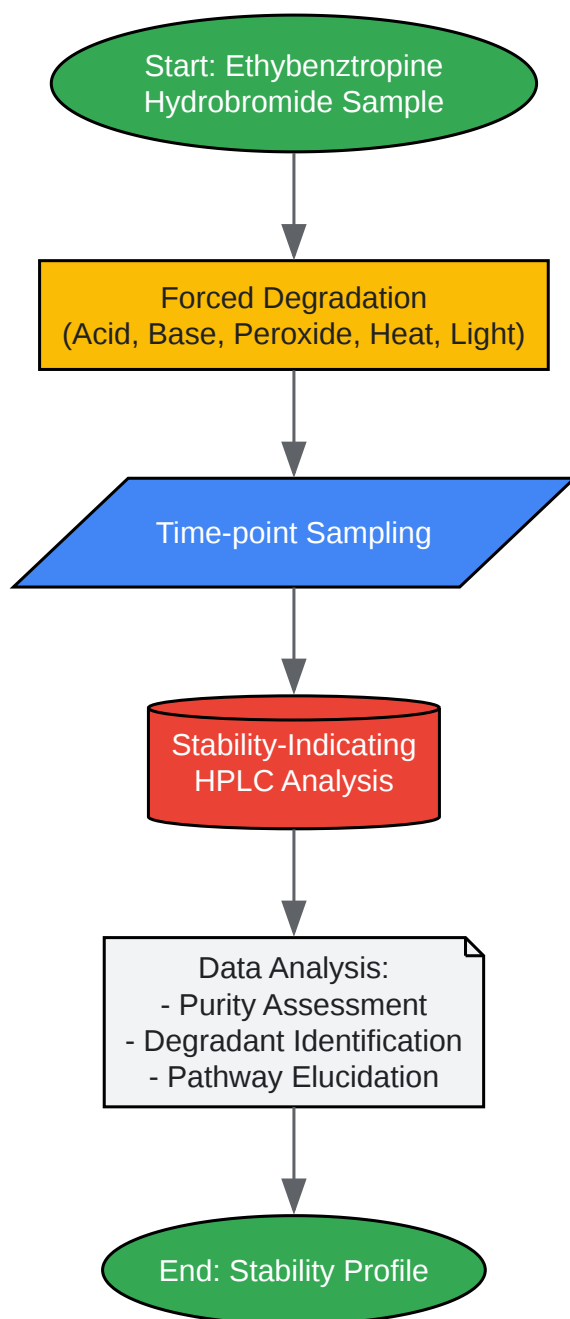 Start: Ethybenztropine
Hydrobromide Sample
Forced Degradation
(Acid, Base, Peroxide, Heat, Light)
Time-point Sampling
Stability-Indicating
HPLC Analysis
Data Analysis:
- Purity Assessment
- Degradant Identification
- Pathway Elucidation
End: Stability Profile